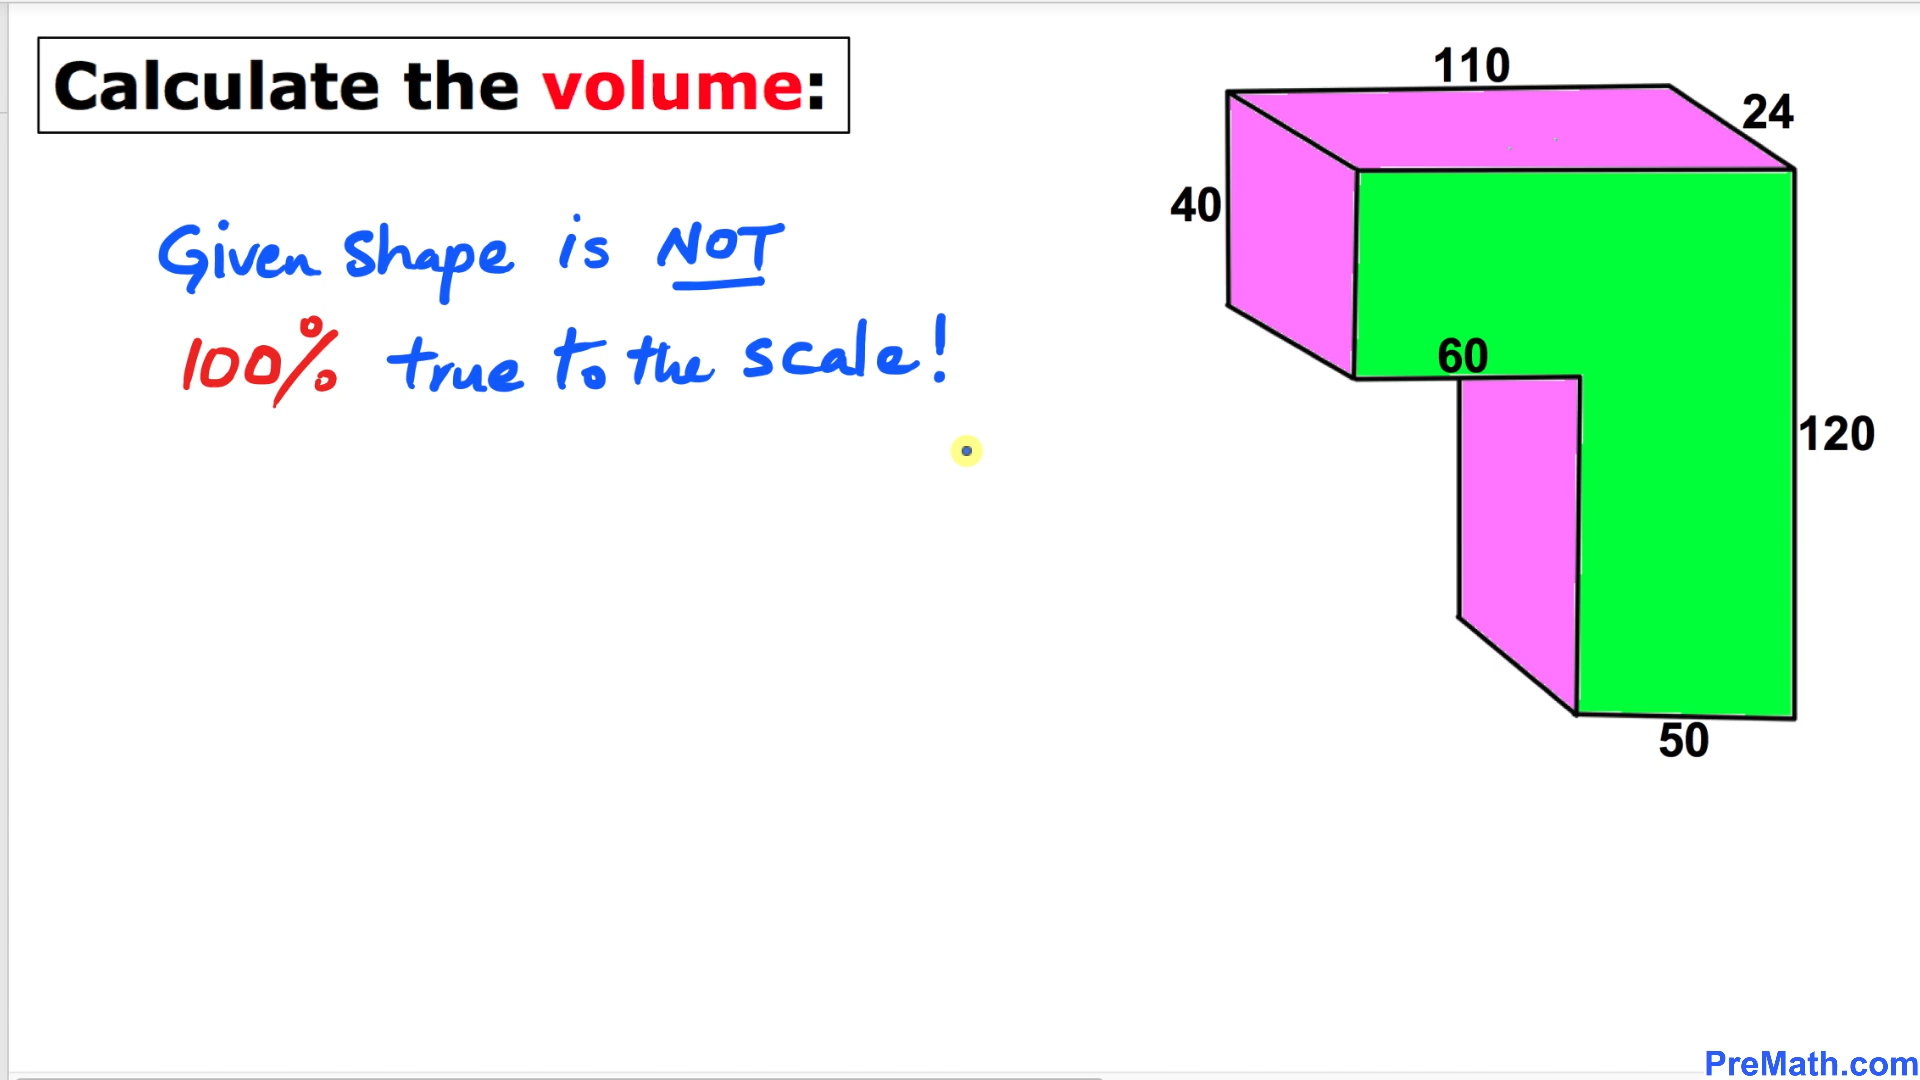 Calculate the volume:
Given shape is NOT
100% true to the scale!
110
24
40
60
120
50
PreMath.com